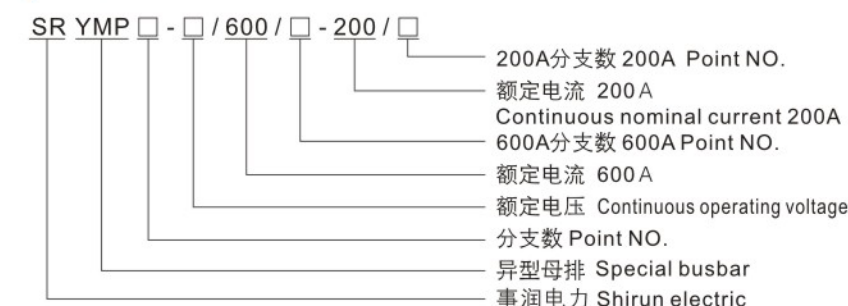 SR YMP □ - □ / 600 / □ - 200 / □
200A分支数 200A Point NO.
额定电流 200A
Continuous nominal current 200A
600A分支数 600A Point NO.
额定电流 600A
额定电压 Continuous operating voltage
分支数 Point NO.
异型母排 Special busbar
事润电力 Shirun electric